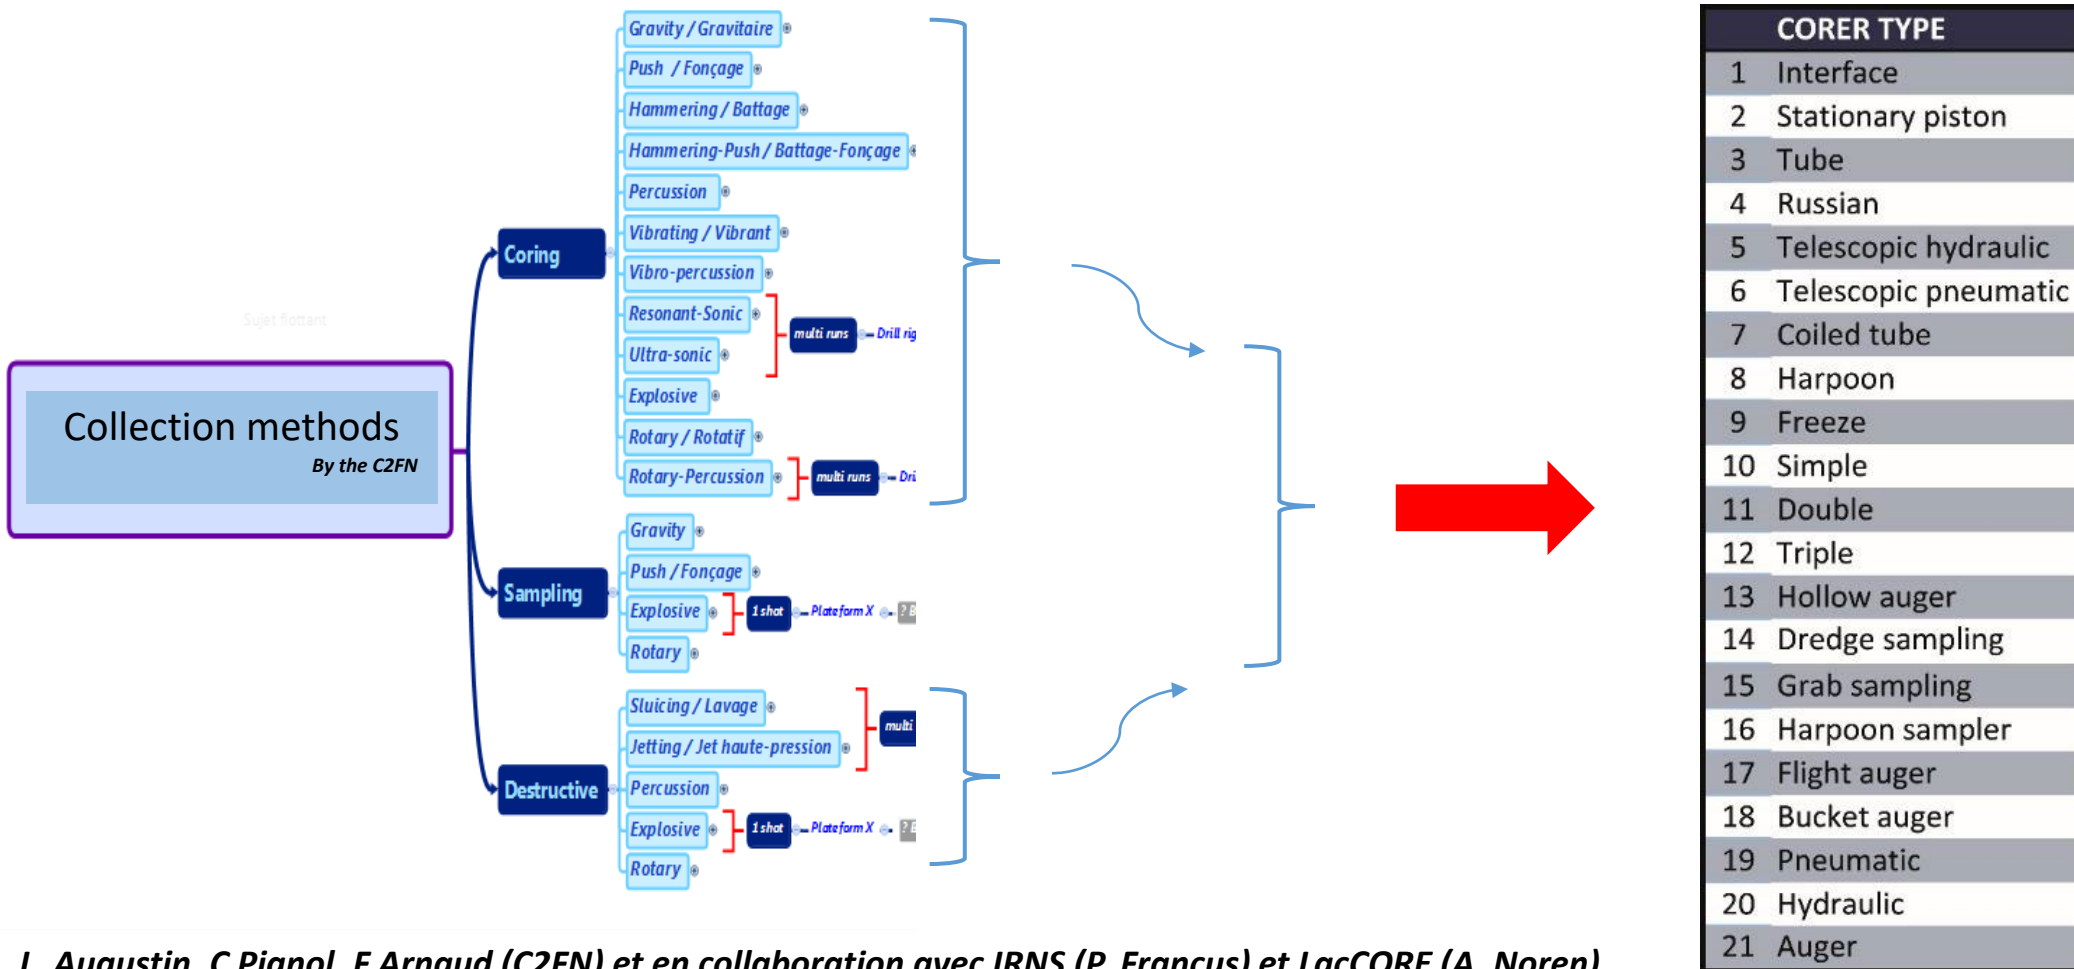 Sujet flottant
Collection methods
By the C2FN
Coring
Gravity / Gravitaire
Push / Fonçage
Hammering / Battage
Hammering-Push / Battage-Fonçage
Percussion
Vibrating / Vibrant
Vibro-percussion
Resonant-Sonic
Ultra-sonic
multi runs
Drill rig
Explosive
Rotary / Rotatif
Rotary-Percussion
multi runs
Sampling
Gravity
Push / Fonçage
Explosive
1 shot
Plateform X
?
Rotary
Destructive
Sluicing / Lavage
Jetting / Jet haute-pression
multi
Percussion
Explosive
1 shot
Plateform X
?
Rotary
CORER TYPE
1 Interface
2 Stationary piston
3 Tube
4 Russian
5 Telescopic hydraulic
6 Telescopic pneumatic
7 Coiled tube
8 Harpoon
9 Freeze
10 Simple
11 Double
12 Triple
13 Hollow auger
14 Dredge sampling
15 Grab sampling
16 Harpoon sampler
17 Flight auger
18 Bucket auger
19 Pneumatic
20 Hydraulic
21 Auger
L. Augustin, C Pignol, F Arnaud (C2FN) et en collaboration avec IRNS (P. Francus) et LacCORE (A. Noren)